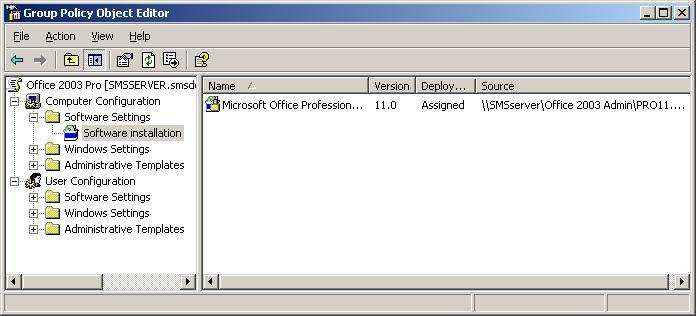 Group Policy Object Editor
File Action View Help
Office 2003 Pro [SMSSERVER.smsd
Computer Configuration
Software Settings
Software installation
Windows Settings
Administrative Templates
User Configuration
Software Settings
Windows Settings
Administrative Templates
Name Version Deploy... Source
Microsoft Office Profession... 11.0 Assigned \\SMSserver\Office 2003 Admin\PRO11....